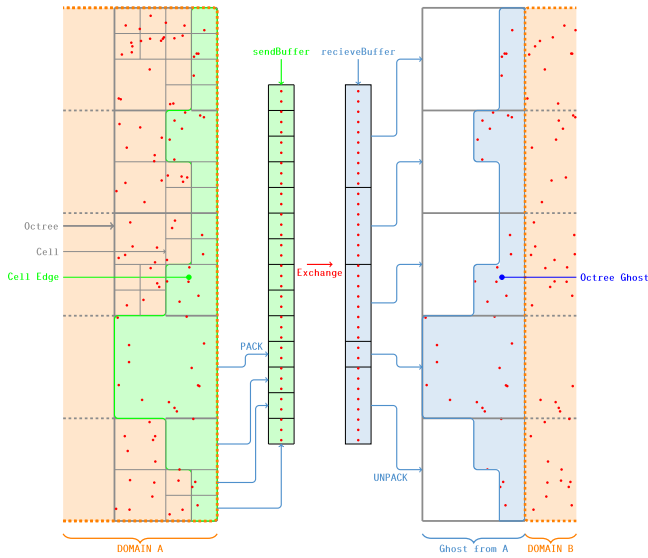 sendBuffer
recieveBuffer
Octree
Cell
Cell Edge
Exchange
Octree Ghost
PACK
UNPACK
DOMAIN A
Ghost from A
DOMAIN B